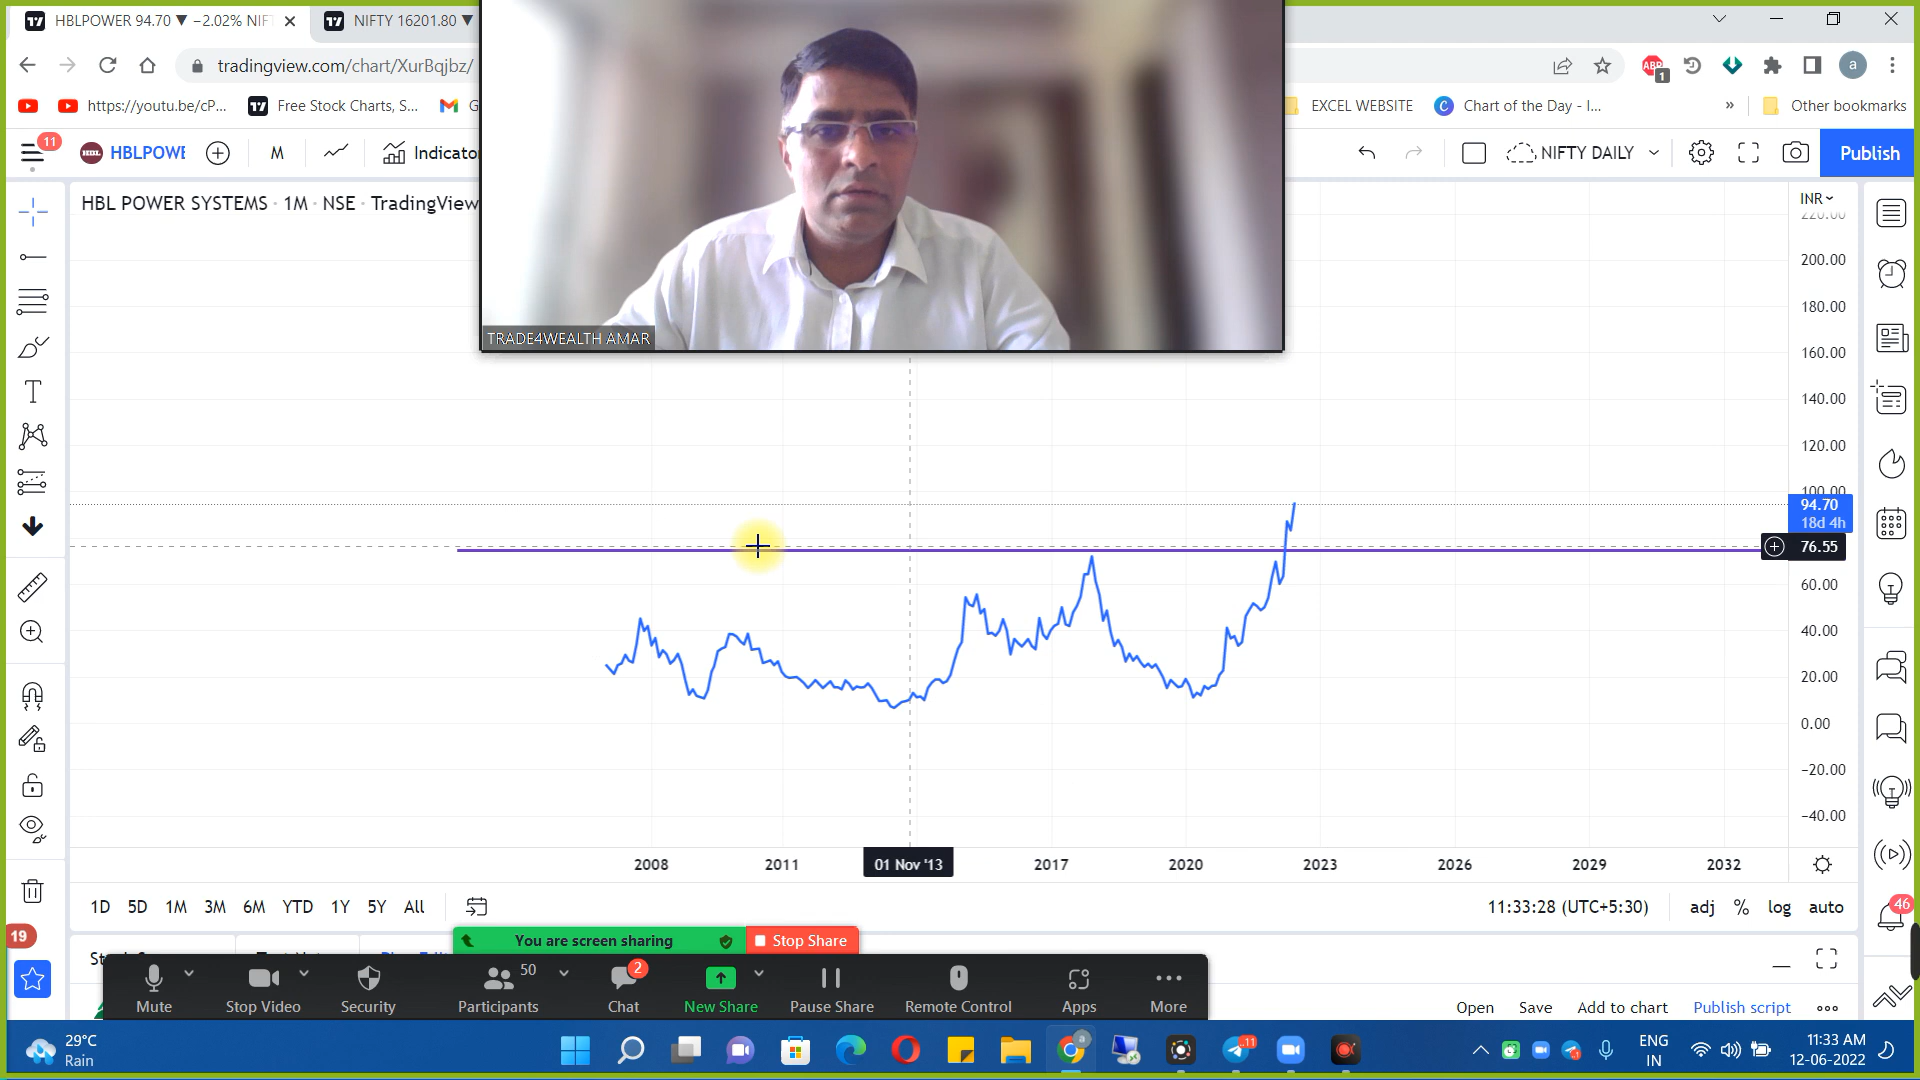 HBLPOWER 94.70 ▼ −2.02% NIF
NIFTY 16201.80 ▼
tradingview.com/chart/XurBqjbz/
ABP
1
a
https://youtu.be/cP...
Free Stock Charts, S...
G
EXCEL WEBSITE
Chart of the Day - I...
»
Other bookmarks
11
HBL
HBLPOWE
M
Indicato
NIFTY DAILY
Publish
HBL POWER SYSTEMS · 1M · NSE · TradingView
TRADE4WEALTH AMAR
INR
220.00
200.00
180.00
160.00
140.00
120.00
100.00
94.70
18d 4h
76.55
60.00
40.00
20.00
0.00
−20.00
−40.00
2008
2011
01 Nov '13
2017
2020
2023
2026
2029
2032
1D
5D
1M
3M
6M
YTD
1Y
5Y
All
11:33:28 (UTC+5:30)
adj
%
log
auto
46
19
You are screen sharing
Stop Share
Mute
Stop Video
Security
Participants
50
Chat
2
New Share
Pause Share
Remote Control
Apps
More
Open
Save
Add to chart
Publish script
29°C
Rain
11
ENG
IN
11:33 AM
12-06-2022